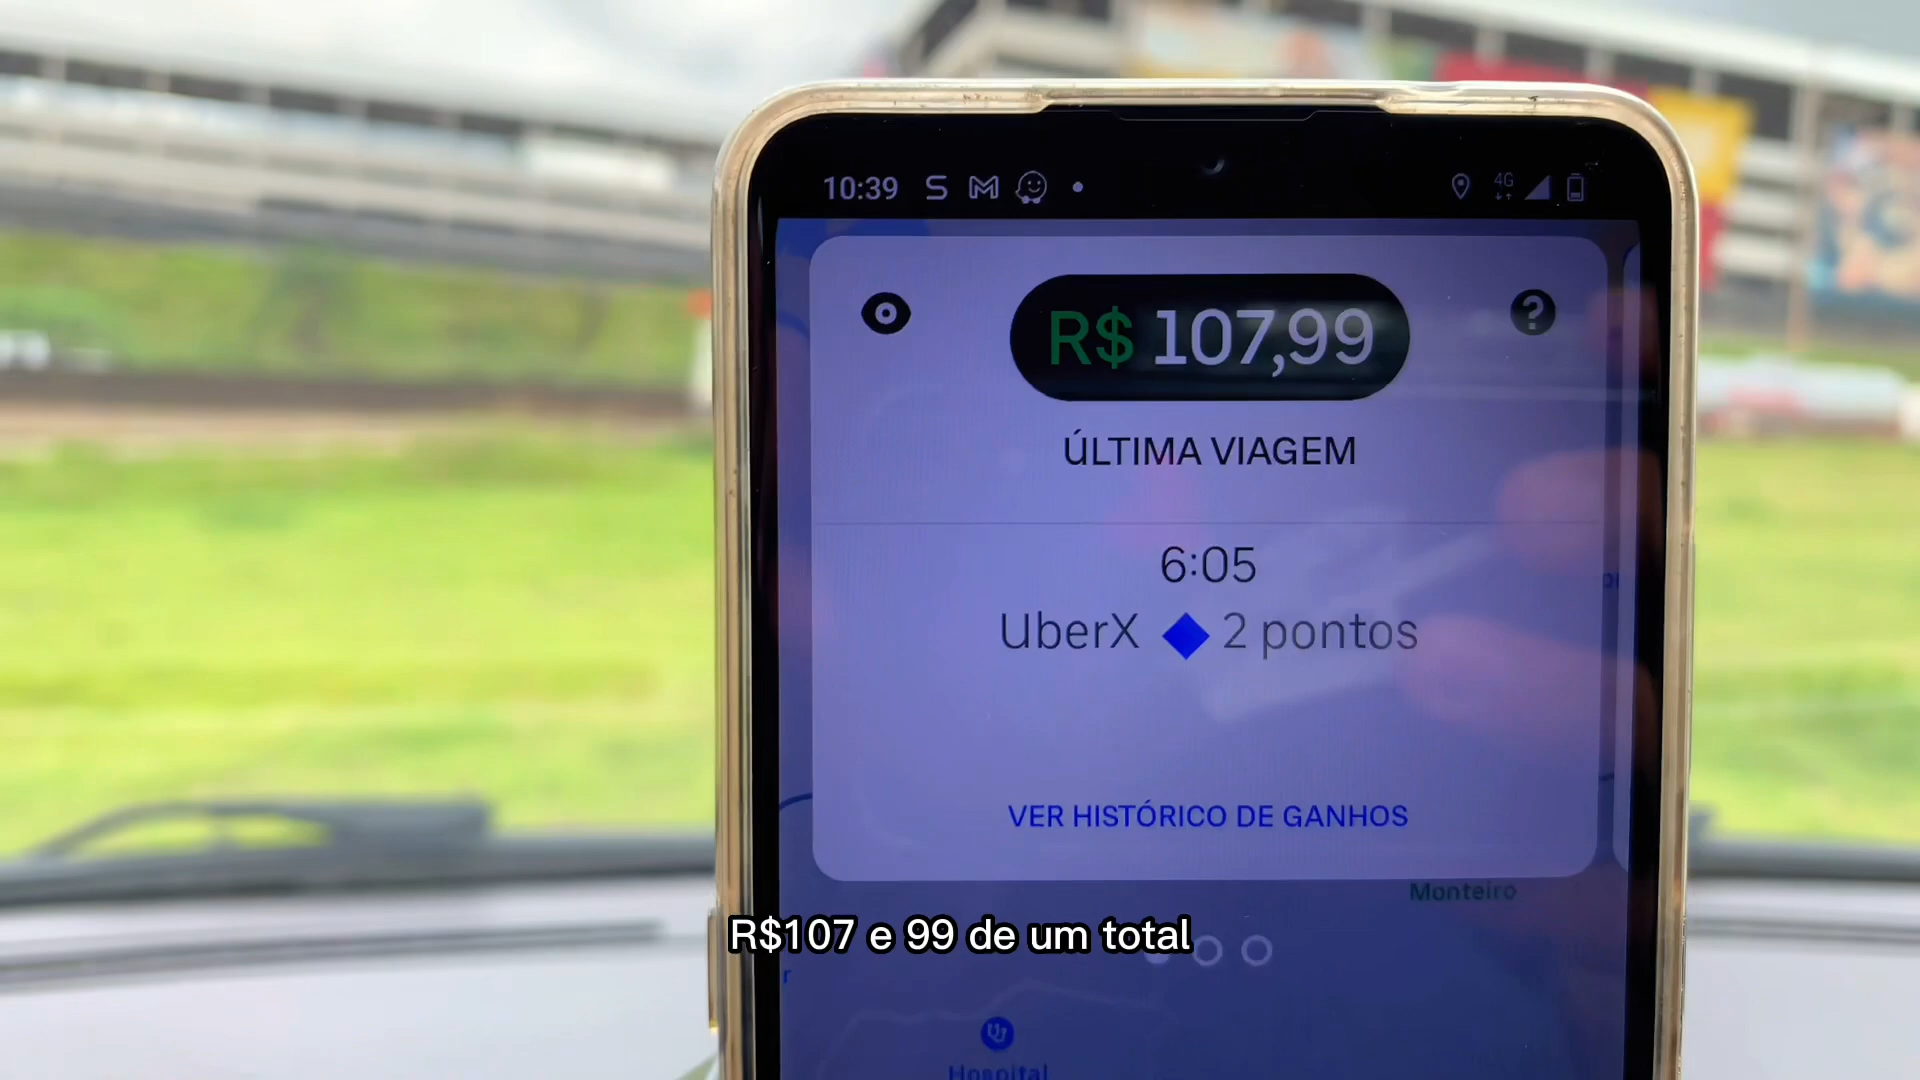 10:39
4G
R$ 107,99
ÚLTIMA VIAGEM
6:05
UberX 2 pontos
VER HISTÓRICO DE GANHOS
Monteiro
R$107 e 99 de um total
Hospital